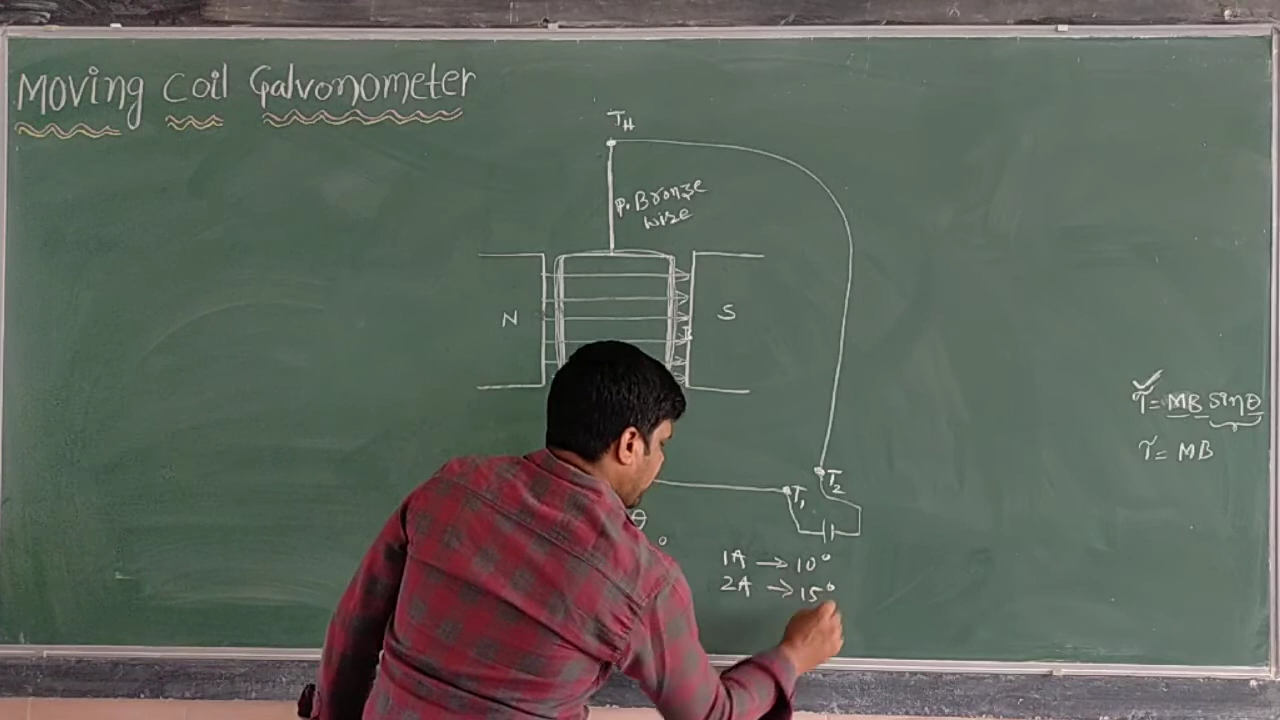 Moving Coil Galvonometer
TH
P. Bronze
wire
N
S
T1
T2
θ
1A → 10°
2A → 15°
τ = MB sinθ
τ = MB